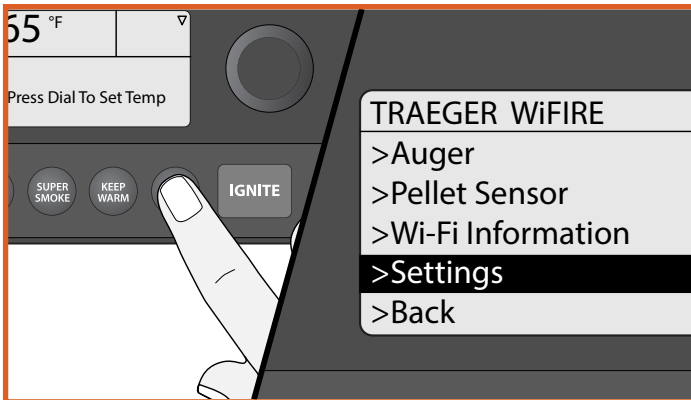 65 °F
Press Dial To Set Temp
SUPER
SMOKE
KEEP
WARM
IGNITE
TRAEGER WiFIRE
>Auger
>Pellet Sensor
>Wi-Fi Information
>Settings
>Back